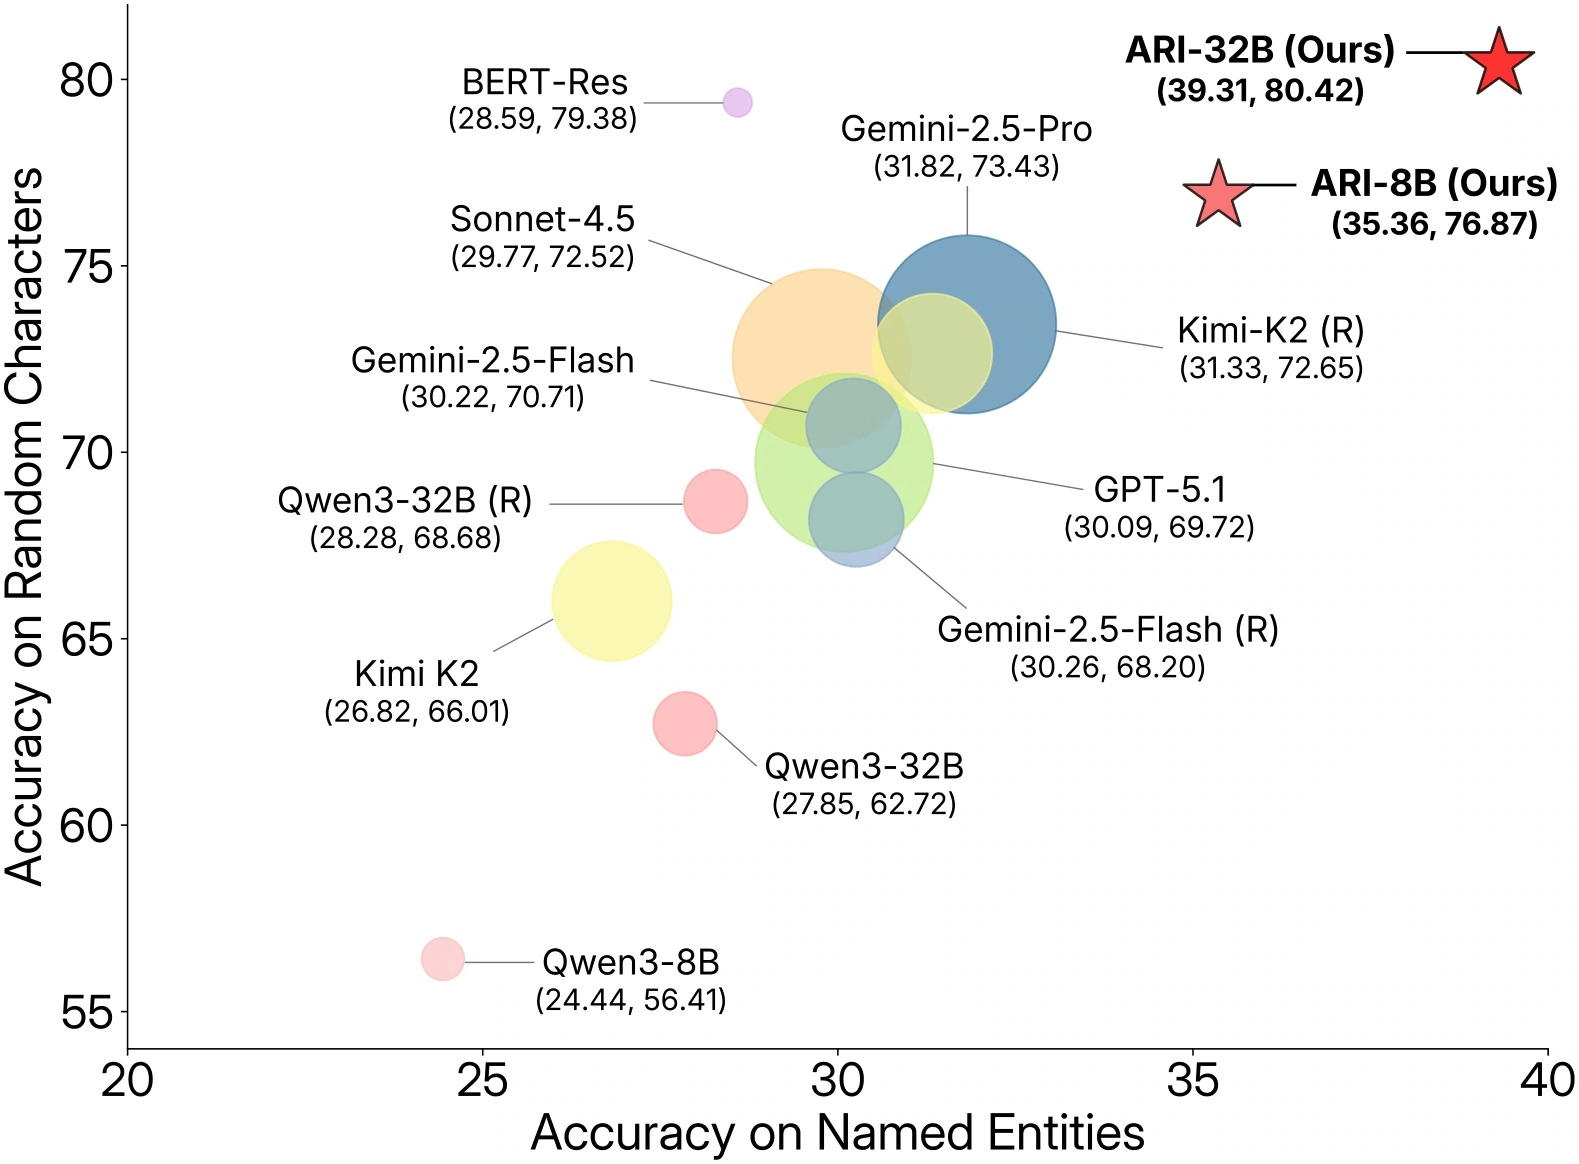 ARI-32B (Ours)
(39.31, 80.42)
BERT-Res
(28.59, 79.38)
Gemini-2.5-Pro
(31.82, 73.43)
ARI-8B (Ours)
(35.36, 76.87)
Sonnet-4.5
(29.77, 72.52)
Kimi-K2 (R)
(31.33, 72.65)
Gemini-2.5-Flash
(30.22, 70.71)
Qwen3-32B (R)
(28.28, 68.68)
GPT-5.1
(30.09, 69.72)
Gemini-2.5-Flash (R)
(30.26, 68.20)
Kimi K2
(26.82, 66.01)
Qwen3-32B
(27.85, 62.72)
Qwen3-8B
(24.44, 56.41)
Accuracy on Random Characters
80
75
70
65
60
55
20
25
30
35
40
Accuracy on Named Entities